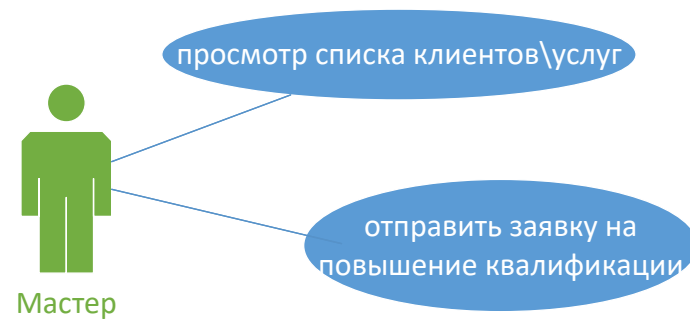 просмотр списка клиентов\услуг
отправить заявку на
повышение квалификации
Мастер